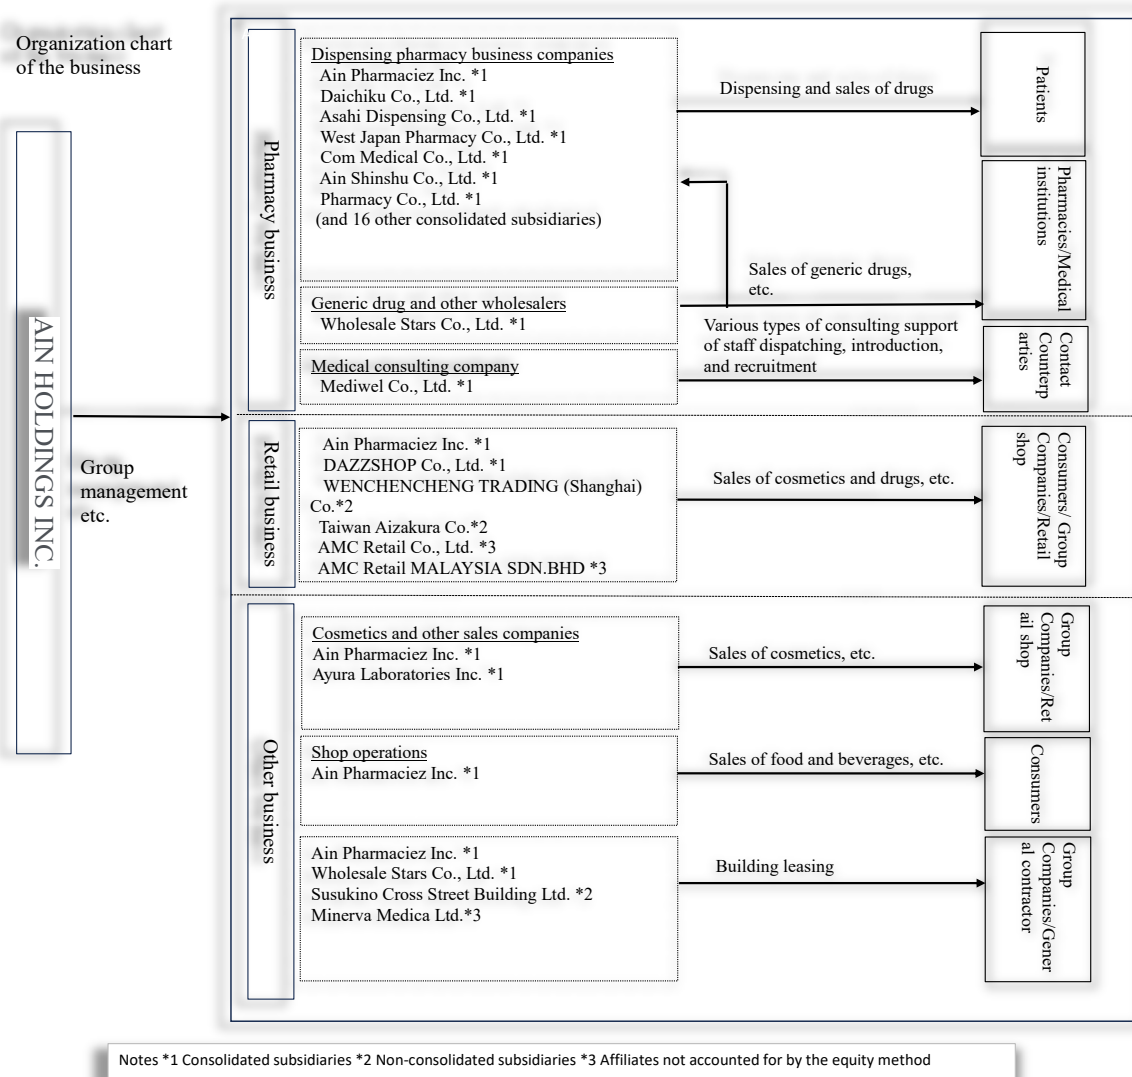 Organization chart
of the business
AIN HOLDINGS INC.
Group
management
etc.
Pharmacy business
Dispensing pharmacy business companies
Ain Pharmaciez Inc. *1
Daichiku Co., Ltd. *1
Asahi Dispensing Co., Ltd. *1
West Japan Pharmacy Co., Ltd. *1
Com Medical Co., Ltd. *1
Ain Shinshu Co., Ltd. *1
Pharmacy Co., Ltd. *1
(and 16 other consolidated subsidiaries)
Dispensing and sales of drugs
Patients
Generic drug and other wholesalers
Wholesale Stars Co., Ltd. *1
Sales of generic drugs,
etc.
Pharmacies/Medical
institutions
Medical consulting company
Mediwel Co., Ltd. *1
Various types of consulting support
of staff dispatching, introduction,
and recruitment
Contact
Counterp
arties
Retail business
Ain Pharmaciez Inc. *1
DAZZSHOP Co., Ltd. *1
WENCHENCHENG TRADING (Shanghai)
Co.*2
Taiwan Aizakura Co.*2
AMC Retail Co., Ltd. *3
AMC Retail MALAYSIA SDN.BHD *3
Sales of cosmetics and drugs, etc.
Consumers/ Group
Companies/Retail
shop
Other business
Cosmetics and other sales companies
Ain Pharmaciez Inc. *1
Ayura Laboratories Inc. *1
Sales of cosmetics, etc.
Group
Companies/Ret
ail shop
Shop operations
Ain Pharmaciez Inc. *1
Sales of food and beverages, etc.
Consumers
Ain Pharmaciez Inc. *1
Wholesale Stars Co., Ltd. *1
Susukino Cross Street Building Ltd. *2
Minerva Medica Ltd.*3
Building leasing
Group
Companies/Gener
al contractor
Notes *1 Consolidated subsidiaries *2 Non-consolidated subsidiaries *3 Affiliates not accounted for by the equity method